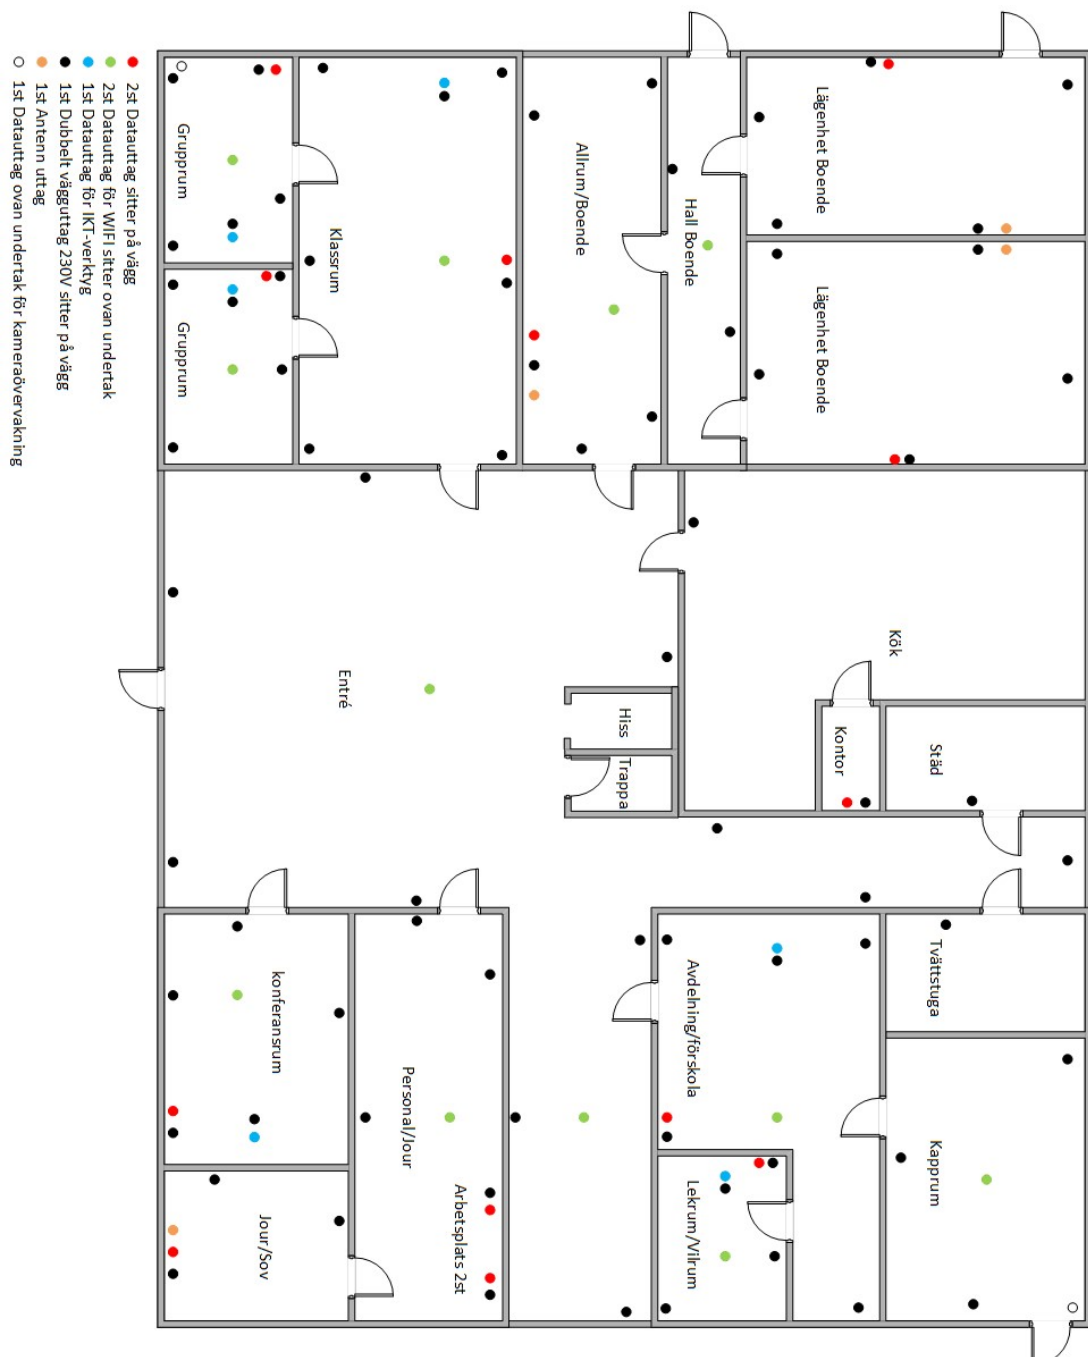 2st Datauttag sitter på vägg
2st Datauttag för WIFI sitter ovan undertak
1st Datauttag för IKT-verktyg
1st Dubbelt vägguttag 230V sitter på vägg
1st Antenn uttag
1st Datauttag ovan undertak för kameraövervakning
Lägenhet Boende
Lägenhet Boende
Hall Boende
Allrum/Boende
Klassrum
Grupprum
Grupprum
Kök
Kontor
Städ
Hiss
Trappa
Entré
Tvättstuga
Kapprum
Avdelning/förskola
Lekrum/Vilrum
Arbetsplats 2st
Personal/Jour
konferansrum
Jour/Sov